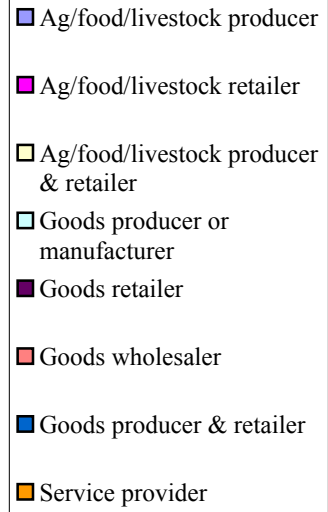 Ag/food/livestock producer
Ag/food/livestock retailer
Ag/food/livestock producer
& retailer
Goods producer or
manufacturer
Goods retailer
Goods wholesaler
Goods producer & retailer
Service provider